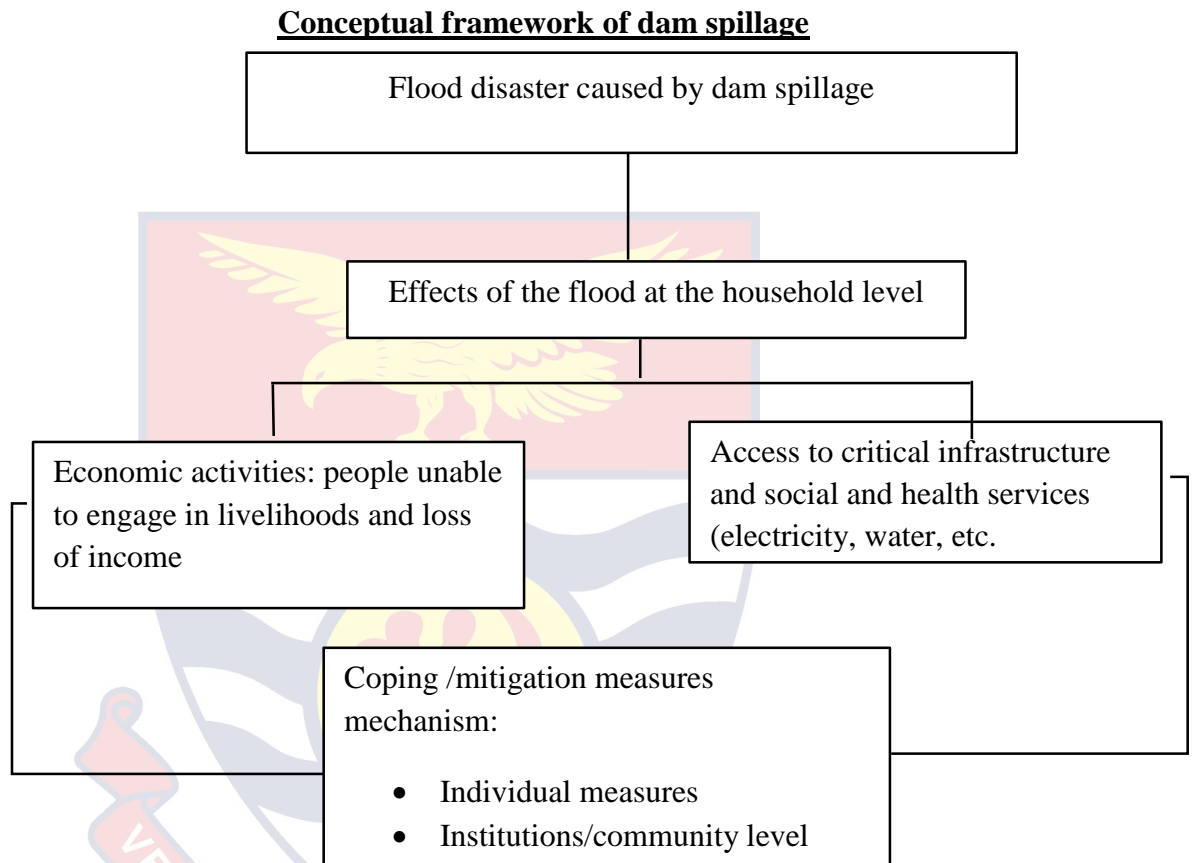 Conceptual framework of dam spillage
Flood disaster caused by dam spillage
Effects of the flood at the household level
Economic activities: people unable
to engage in livelihoods and loss
of income
Access to critical infrastructure
and social and health services
(electricity, water, etc.
Coping /mitigation measures
mechanism:
• Individual measures
• Institutions/community level